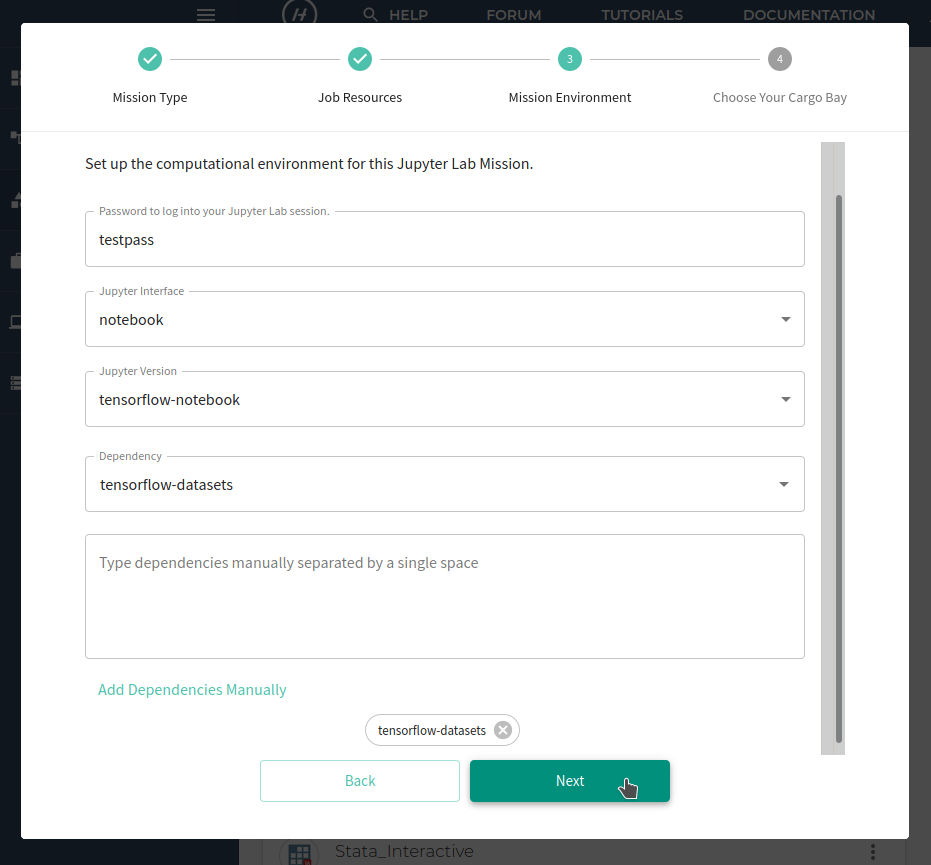 HELP FORUM TUTORIALS DOCUMENTATION
3 4
Mission Type Job Resources Mission Environment Choose Your Cargo Bay
Set up the computational environment for this Jupyter Lab Mission.
Password to log into your Jupyter Lab session.
testpass
Jupyter Interface
notebook
Jupyter Version
tensorflow-notebook
Dependency
tensorflow-datasets
Type dependencies manually separated by a single space
Add Dependencies Manually
tensorflow-datasets
Back Next
Stata_Interactive